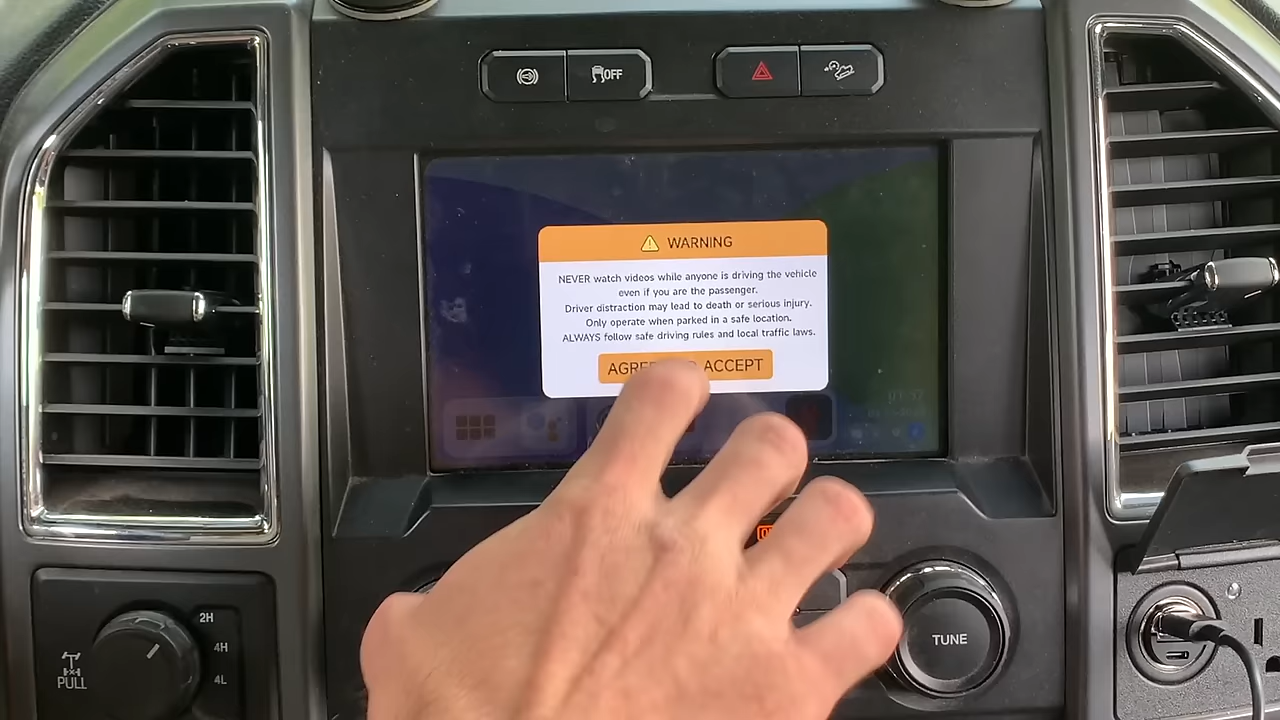 OFF
WARNING
NEVER watch videos while anyone is driving the vehicle
even if you are the passenger.
Driver distraction may lead to death or serious injury.
Only operate when parked in a safe location.
ALWAYS follow safe driving rules and local traffic laws.
ACCEPT
2H
4H
4L
PULL
TUNE